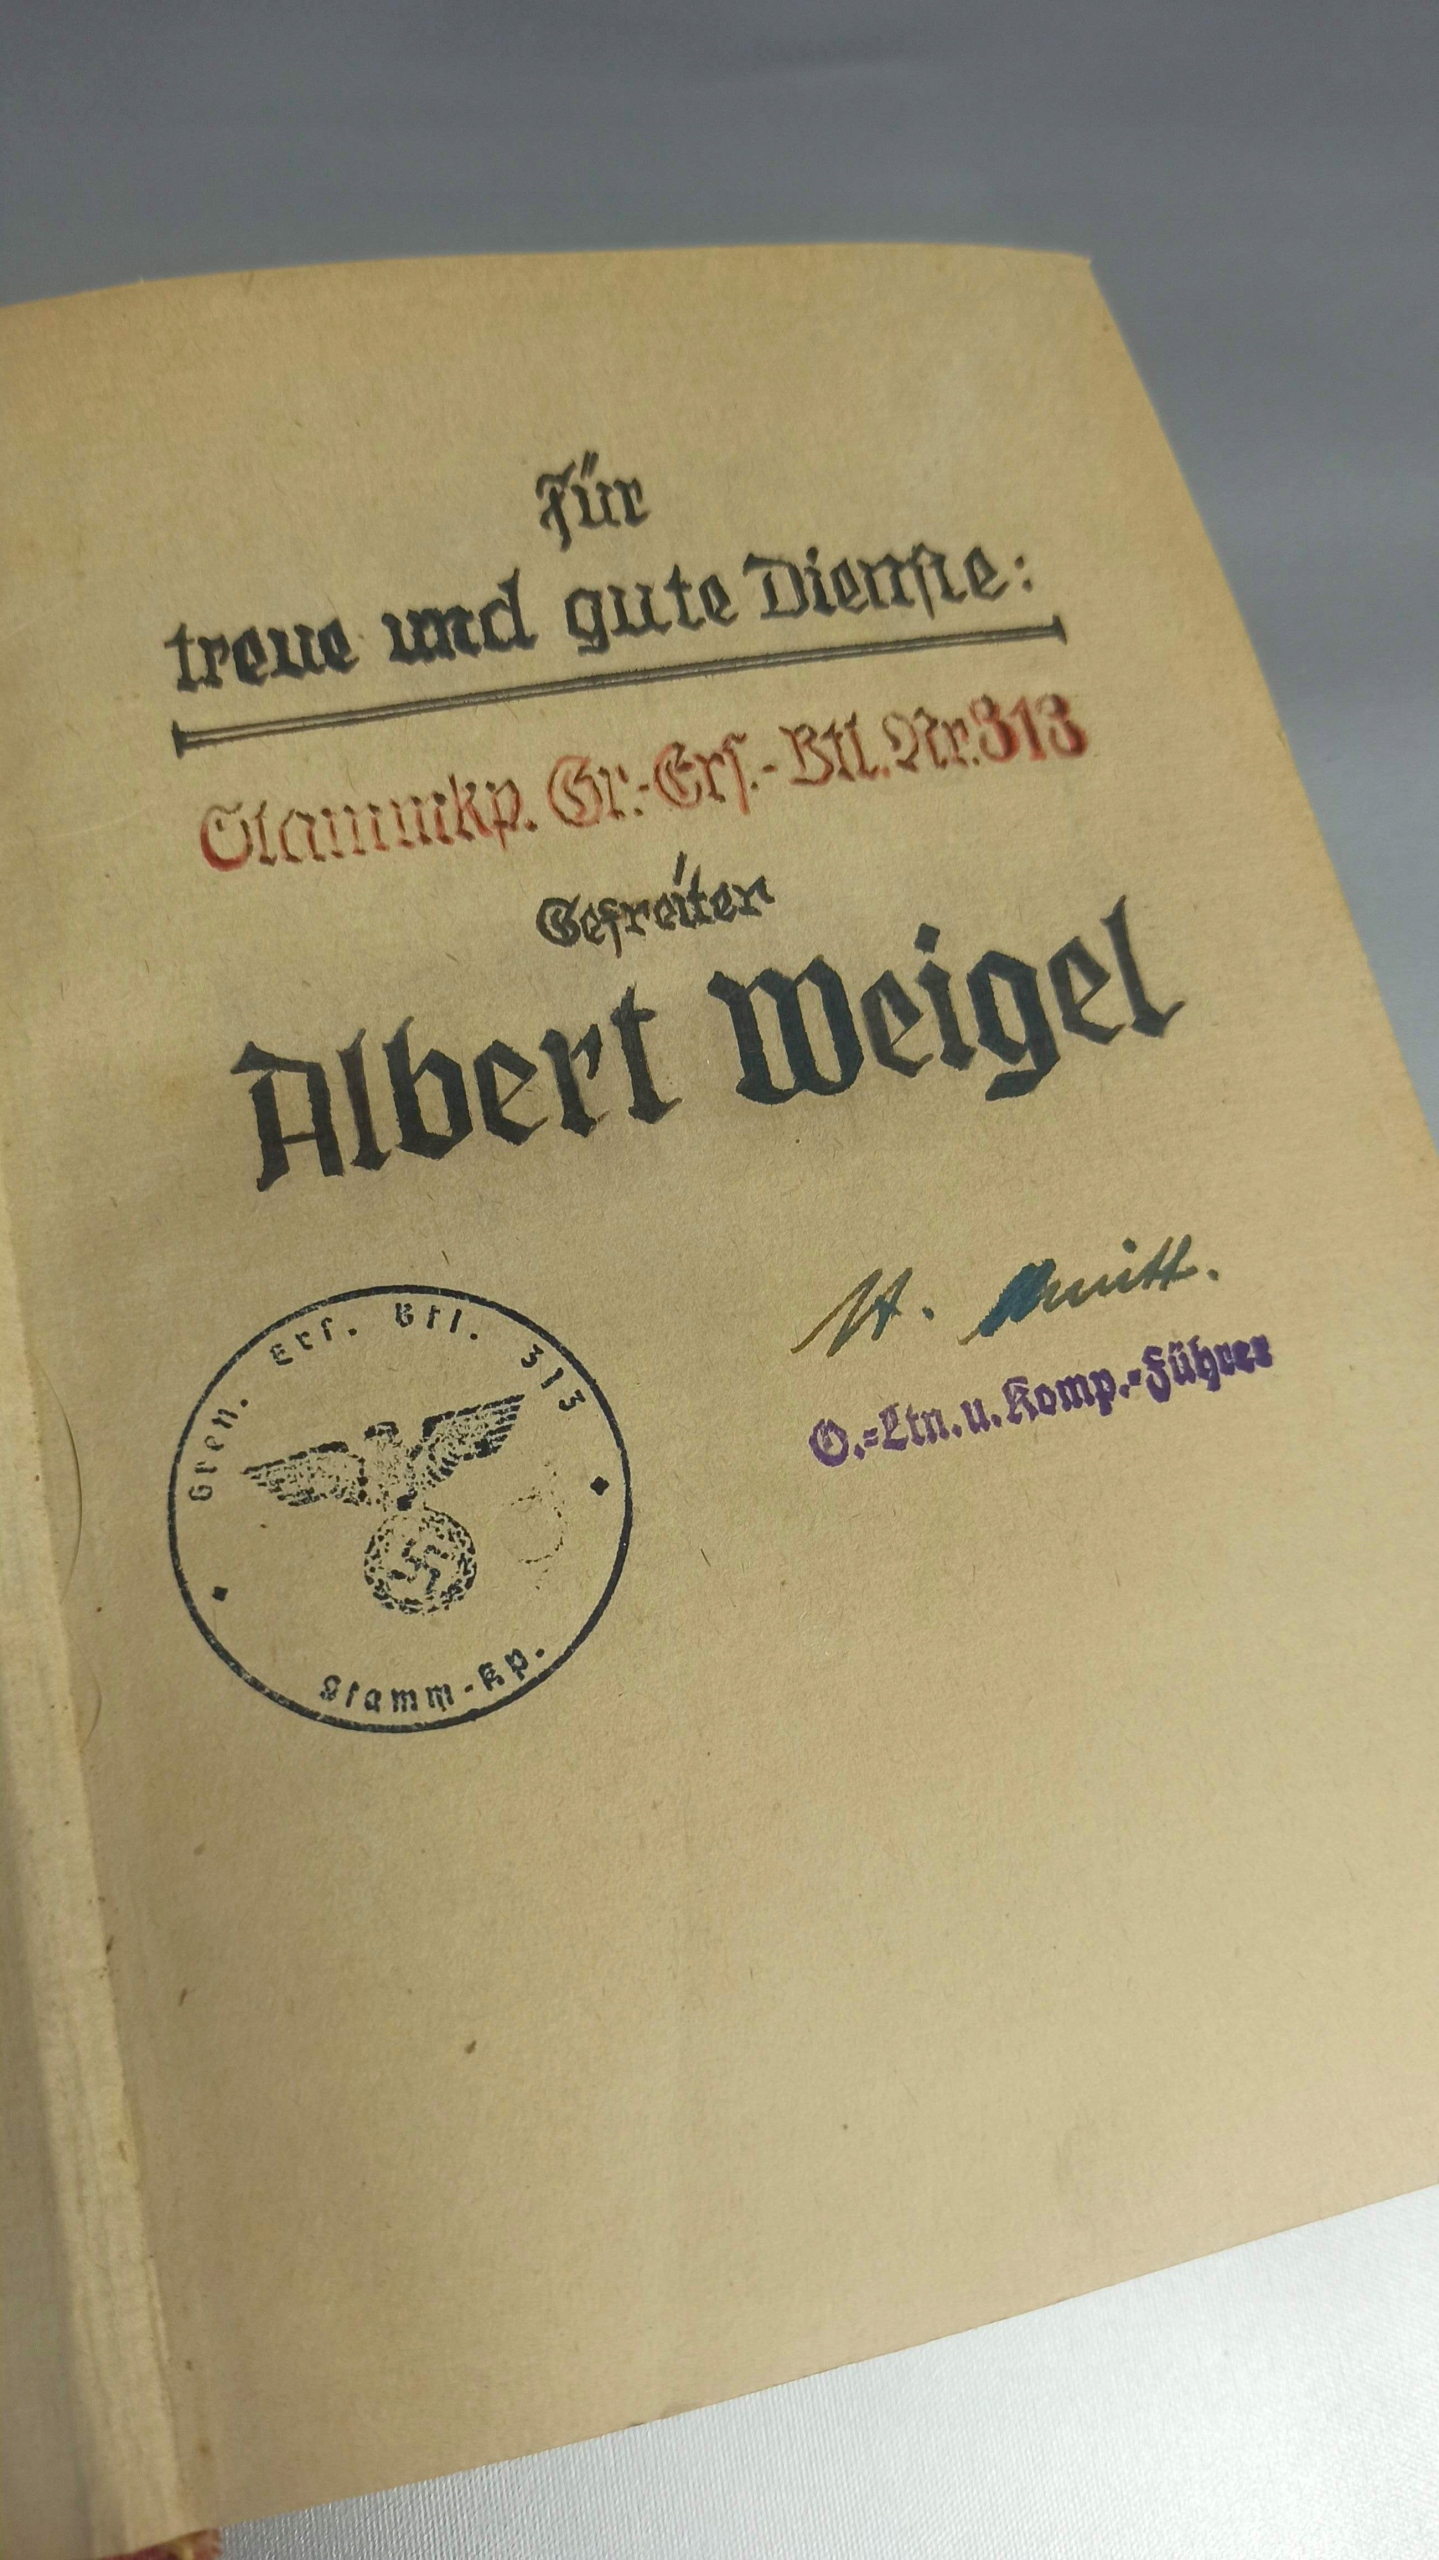 Für
treue und gute Dienste:
Stammkp. Gr.-Ers.-Btl. Nr. 313
Gefreiter
Albert Weigel
O.-Ltn. u. Komp.-Führer
Gren. Ers. Btl. 313
Stamm-Kp.